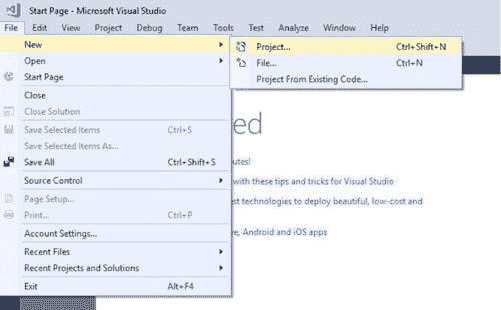 Start Page - Microsoft Visual Studio
File Edit View Project Debug Team Tools Test Analyze Window Help
New
Project... Ctrl+Shift+N
Open
File... Ctrl+N
Start Page
Project From Existing Code...
Close
Close Solution
Save Selected Items Ctrl+S
ed
Save Selected Items As...
Save All Ctrl+Shift+S
utes!
Source Control
with these tips and tricks for Visual Studio
Page Setup...
st technologies to deploy beautiful, low-cost and
Print... Ctrl+P
Account Settings...
e, Android and iOS apps
Recent Files
Recent Projects and Solutions
Exit Alt+F4